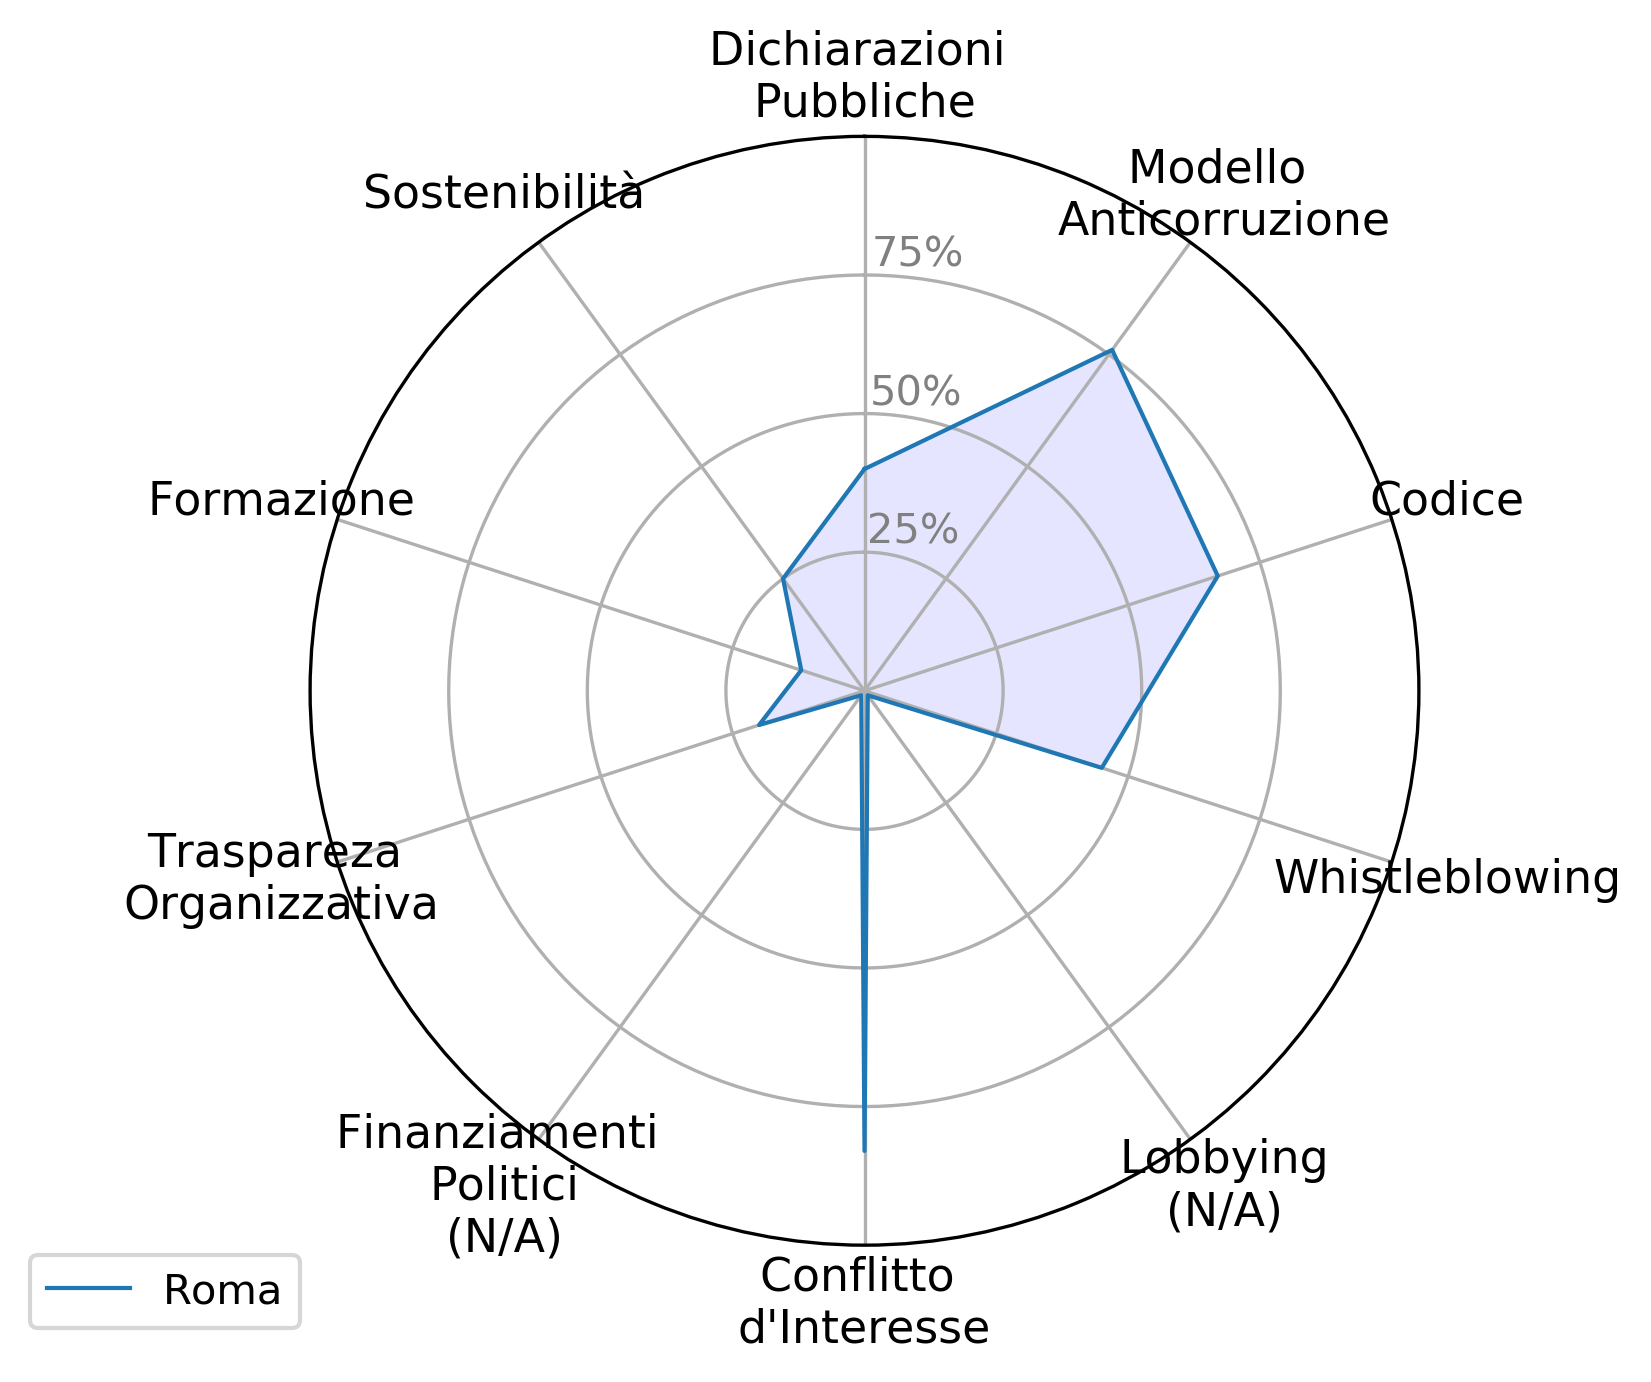 Dichiarazioni
Pubbliche
Modello
Anticorruzione
Sostenibilità
75%
50%
25%
Formazione
Codice
Traspareza
Organizzativa
Whistleblowing
Finanziamenti
Politici
(N/A)
Lobbying
(N/A)
Conflitto
d'Interesse
Roma